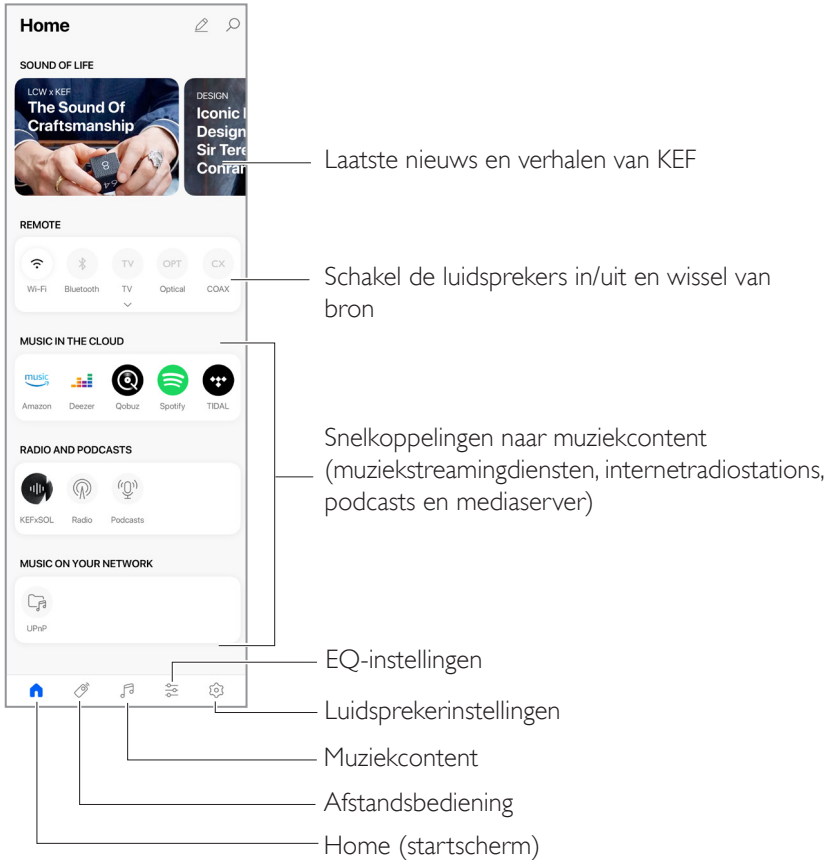 Home
SOUND OF LIFE
LCW x KEF
The Sound Of
Craftsmanship
DESIGN
Iconic
Design
Sir
Laatste nieuws en verhalen van KEF
REMOTE
TV OPT CX
Wi-Fi Bluetooth TV Optical COAX
Schakel de luidsprekers in/uit en wissel van
bron
MUSIC IN THE CLOUD
music
Amazon Deezer Qobuz Spotify TIDAL
Snelkoppelingen naar muziekcontent
(muziekstreamingdiensten, internetradiostations,
podcasts en mediaserver)
RADIO AND PODCASTS
KEFxSOL Radio Podcasts
MUSIC ON YOUR NETWORK
UPnP
EQ-instellingen
Luidsprekerinstellingen
Muziekcontent
Afstandsbediening
Home (startscherm)